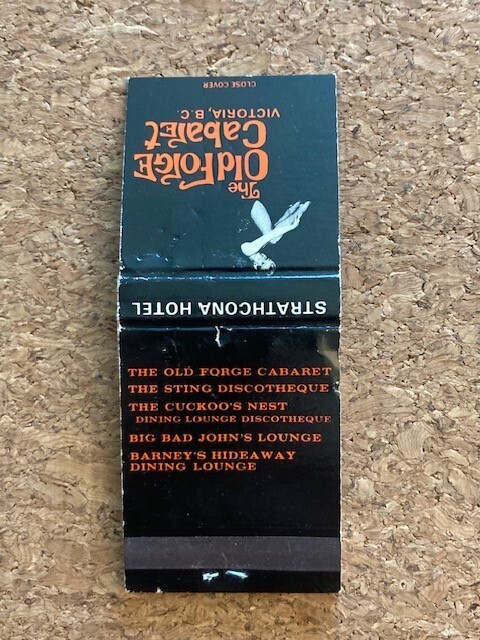 CLOSE COVER
The
Old Forge
Cabaret
VICTORIA, B.C.
STRATHCONA HOTEL
THE OLD FORGE CABARET
THE STING DISCOTHEQUE
THE CUCKOO'S NEST
DINING LOUNGE DISCOTHEQUE
BIG BAD JOHN'S LOUNGE
BARNEY'S HIDEAWAY
DINING LOUNGE